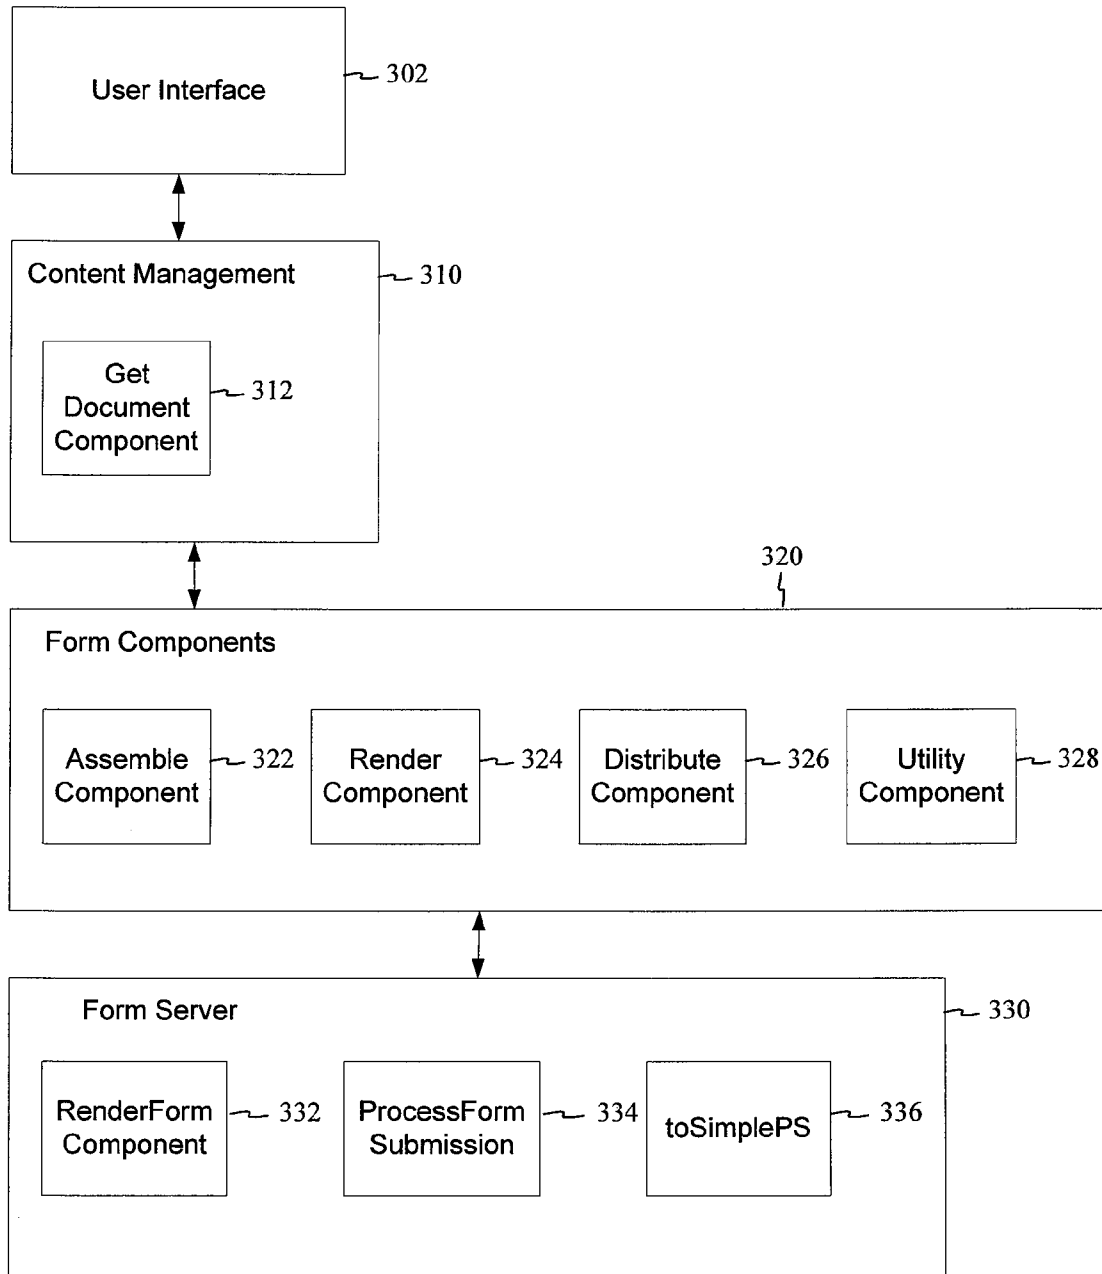 User Interface
302
Content Management
310
Get
Document
Component
312
320
Form Components
Assemble
Component
322
Render
Component
324
Distribute
Component
326
Utility
Component
328
Form Server
330
RenderForm
Component
332
ProcessForm
Submission
334
toSimplePS
336